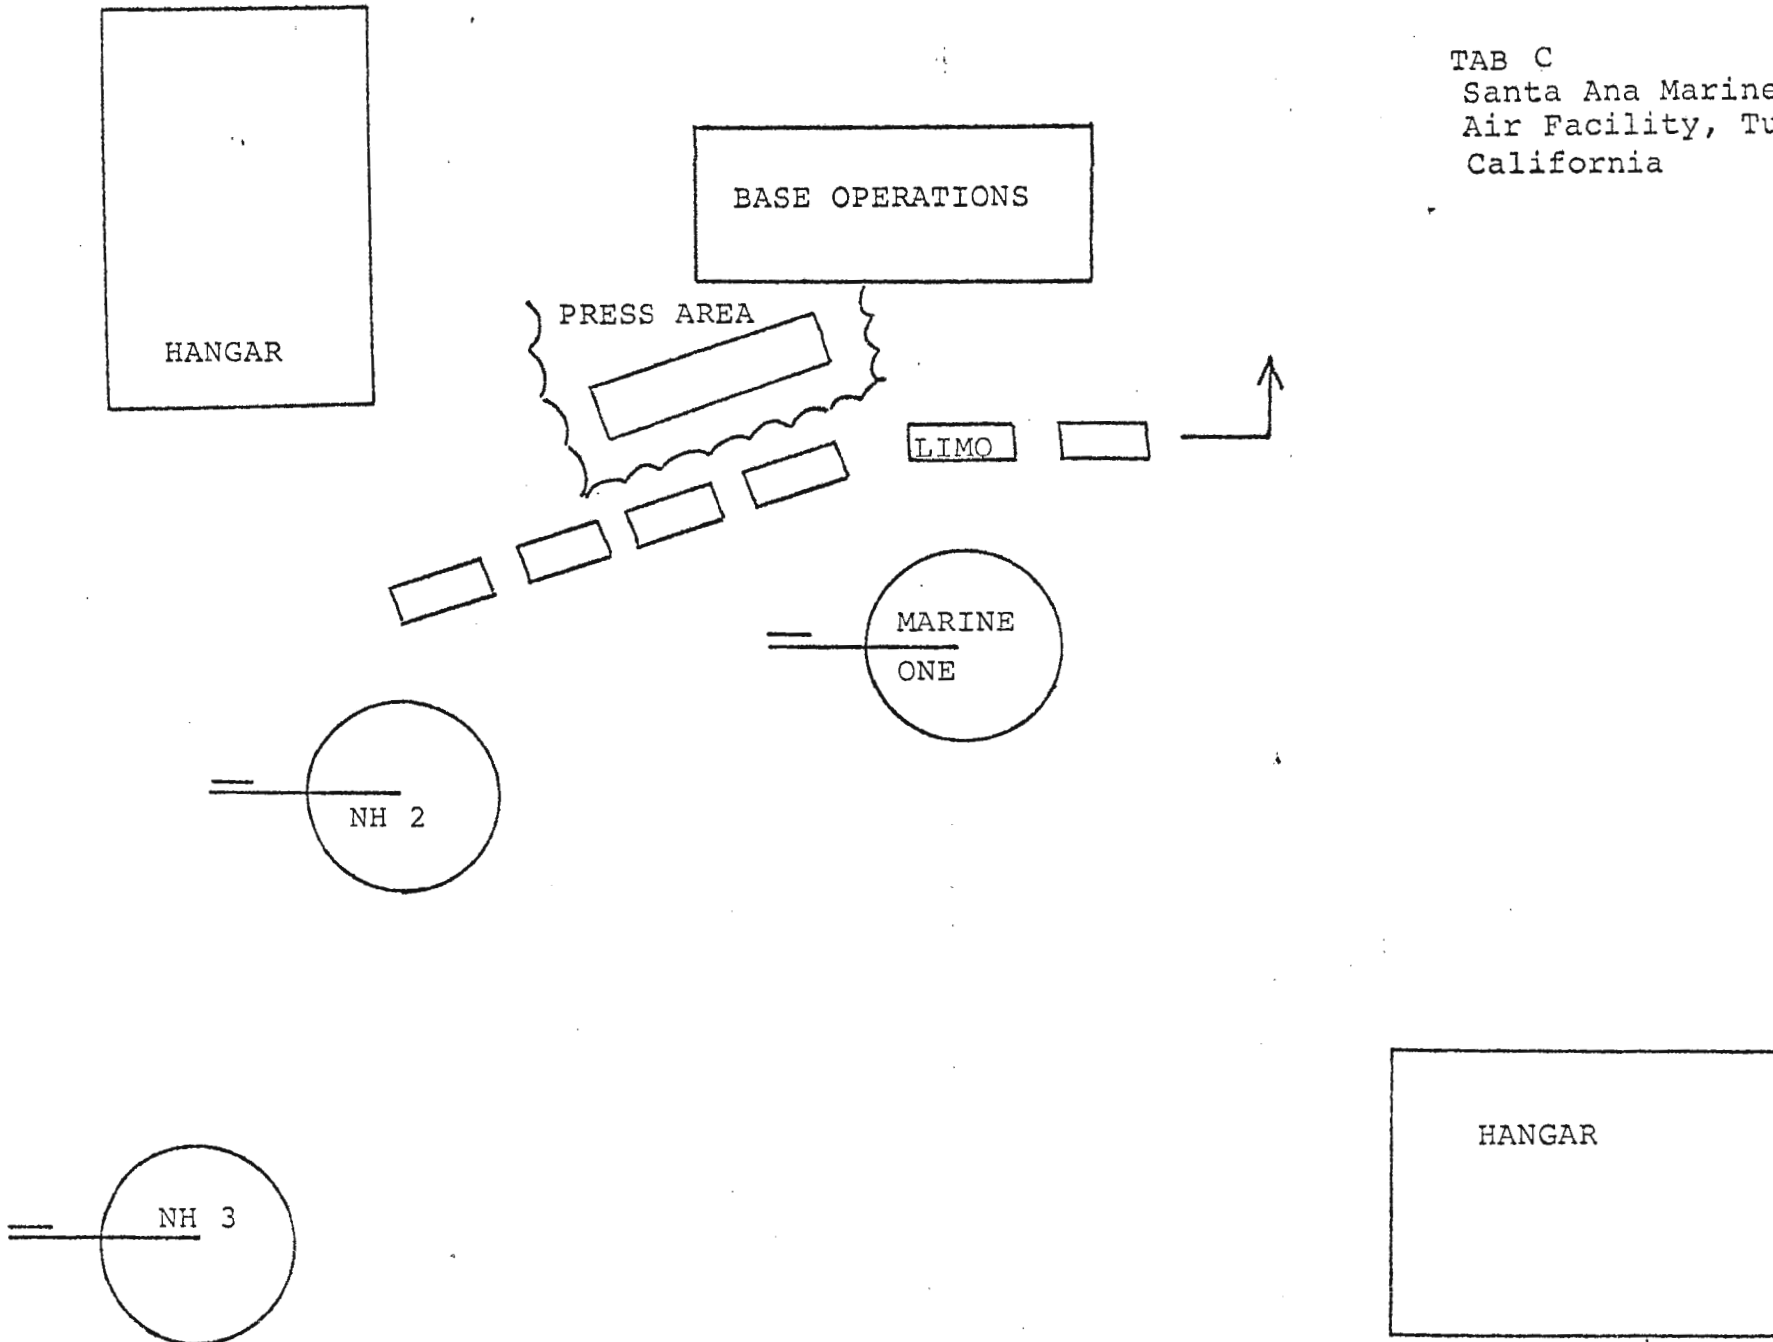 TAB C
Santa Ana Marine
Air Facility,
California
BASE OPERATIONS
PRESS AREA
HANGAR
LIMO
MARINE
ONE
NH 2
HANGAR
NH 3